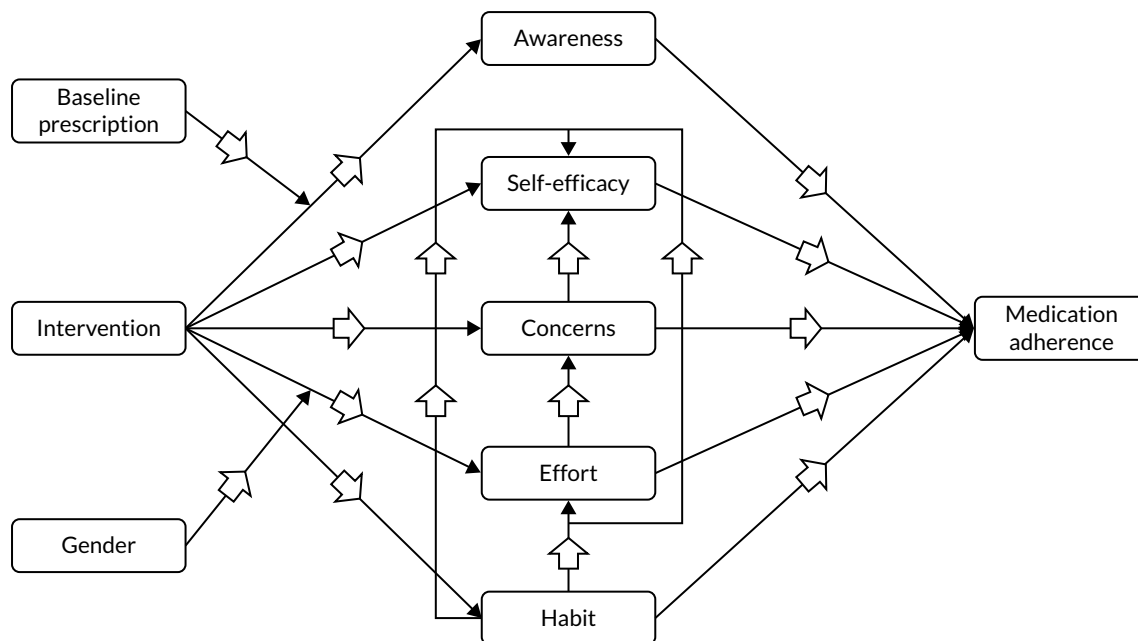 Awareness
Baseline
prescription
Self-efficacy
Intervention
Concerns
Medication
adherence
Effort
Gender
Habit